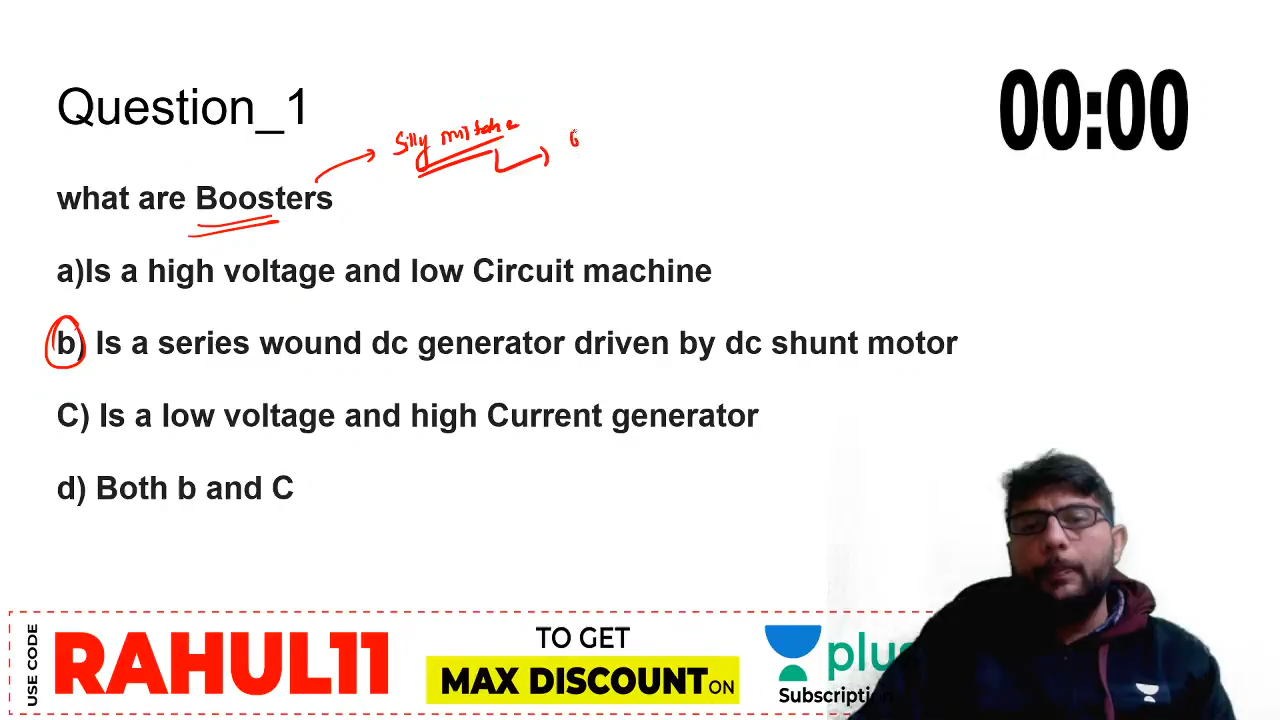 00:00
Question_1
Silly mistake
what are Boosters
a)Is a high voltage and low Circuit machine
b) Is a series wound dc generator driven by dc shunt motor
C) Is a low voltage and high Current generator
d) Both b and C
USE CODE
RAHUL11
TO GET
MAX DISCOUNT ON
plus
Subscription